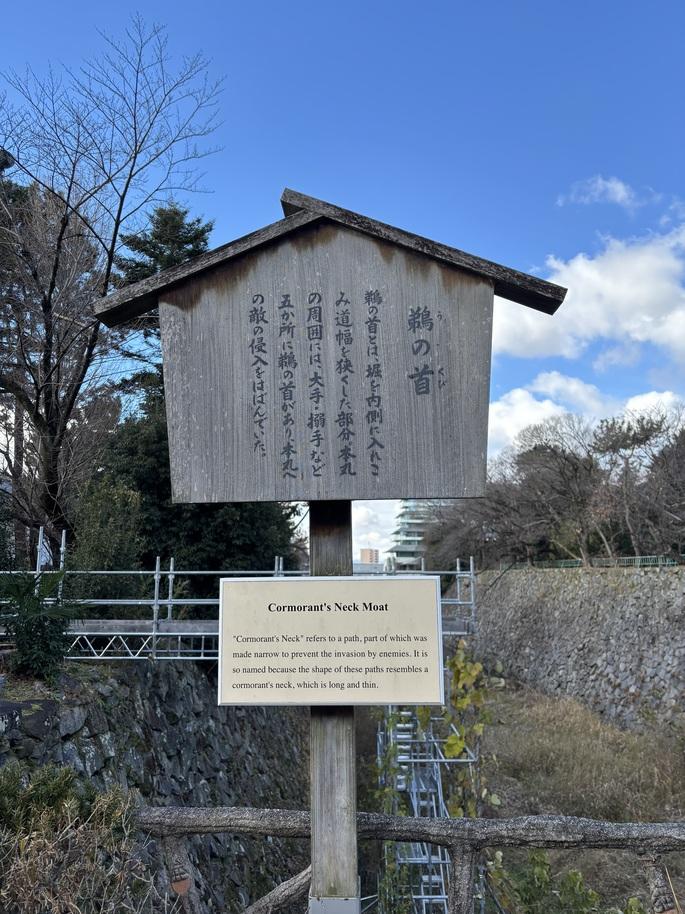 鵜の首
う くび
鵜の首とは、堀を内側に入れこ
み道幅を狭くした部分。本丸
の周囲には、大手・搦手など
五か所に鵜の首があり、本丸へ
の敵の侵入をはばんでいた。
Cormorant's Neck Moat
"Cormorant's Neck" refers to a path, part of which was
made narrow to prevent the invasion by enemies. It is
so named because the shape of these paths resembles a
cormorant's neck, which is long and thin.